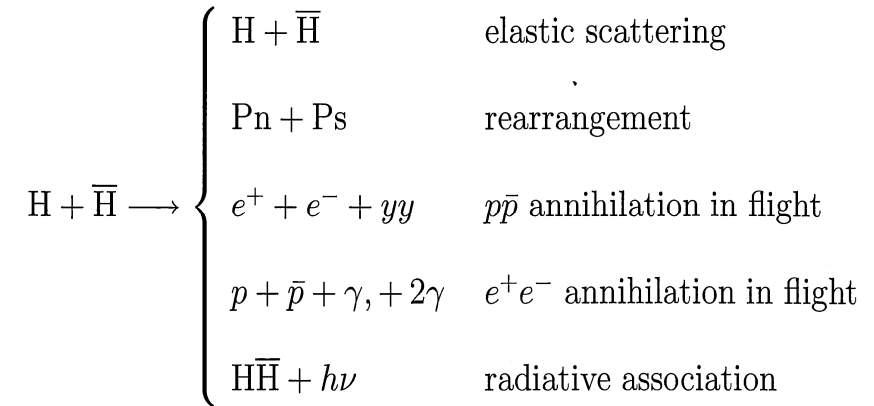 H + H̅ elastic scattering
Pn + Ps rearrangement
H + H̅ ⟶ { e⁺ + e⁻ + yy pp̄ annihilation in flight
p + p̄ + γ, + 2γ e⁺e⁻ annihilation in flight
HH̅ + hν radiative association